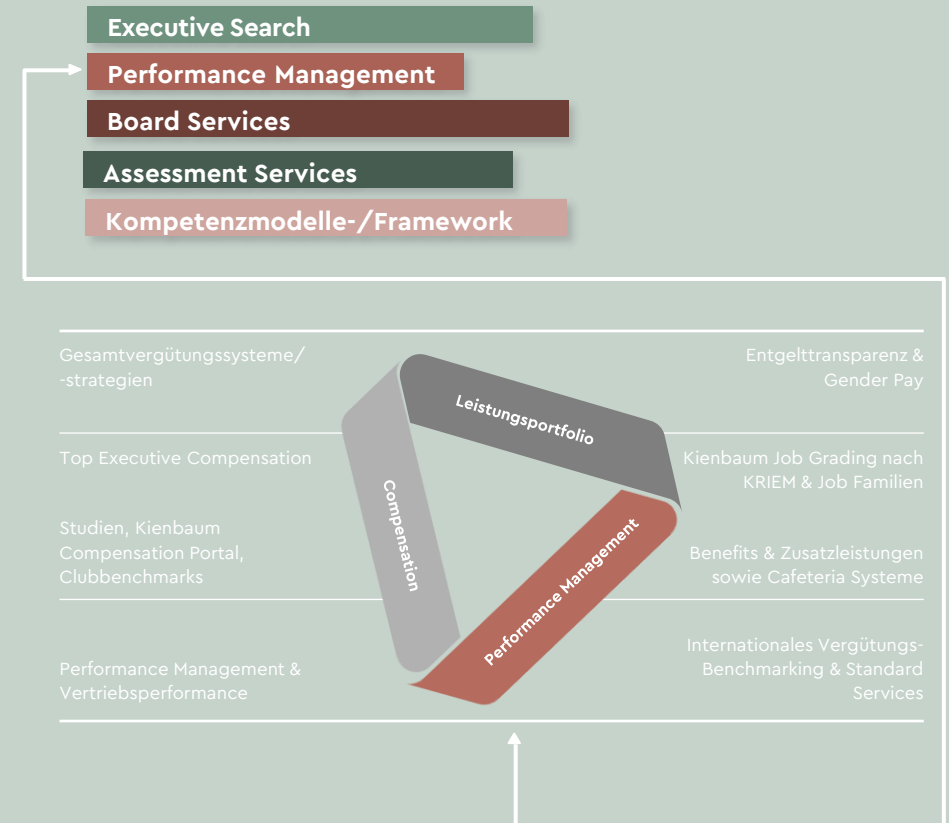 Executive Search
Performance Management
Board Services
Assessment Services
Kompetenzmodelle-/Framework
Gesamtvergütungssysteme/
-strategien
Entgelttransparenz &
Gender Pay
Leistungsportfolio
Top Executive Compensation
Kienbaum Job Grading nach
KRIEM & Job Familien
Compensation
Studien, Kienbaum
Compensation Portal,
Clubbenchmarks
Performance Management
Benefits & Zusatzleistungen
sowie Cafeteria Systeme
Performance Management &
Vertriebsperformance
Internationales Vergütungs-
Benchmarking & Standard
Services